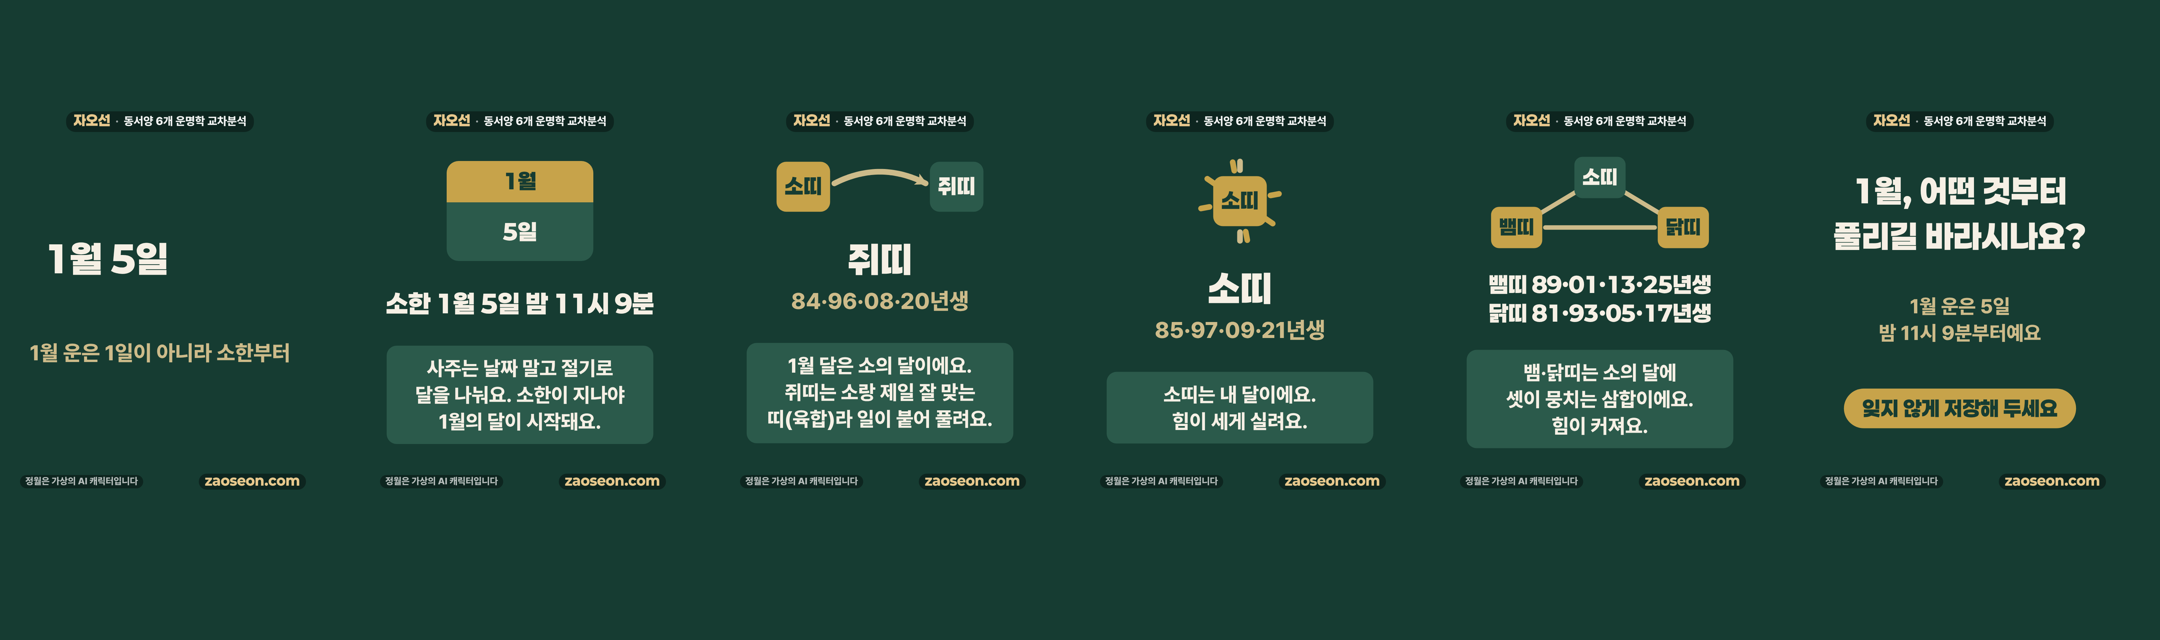 자오선 · 동서양 6개 운명학 교차분석
1월 5일
1월 운은 1일이 아니라 소한부터
정월은 가상의 AI 캐릭터입니다
zaoseon.com
자오선 · 동서양 6개 운명학 교차분석
1월
5일
소한 1월 5일 밤 11시 9분
사주는 날짜 말고 절기로
달을 나눠요. 소한이 지나야
1월의 달이 시작돼요.
정월은 가상의 AI 캐릭터입니다
zaoseon.com
자오선 · 동서양 6개 운명학 교차분석
소띠
쥐띠
쥐띠
84·96·08·20년생
1월 달은 소의 달이에요.
쥐띠는 소랑 제일 잘 맞는
띠(육합)라 일이 붙어 풀려요.
정월은 가상의 AI 캐릭터입니다
zaoseon.com
자오선 · 동서양 6개 운명학 교차분석
소띠
소띠
85·97·09·21년생
소띠는 내 달이에요.
힘이 세게 실려요.
정월은 가상의 AI 캐릭터입니다
zaoseon.com
자오선 · 동서양 6개 운명학 교차분석
소띠
뱀띠
닭띠
뱀띠 89·01·13·25년생
닭띠 81·93·05·17년생
뱀·닭띠는 소의 달에
셋이 뭉치는 삼합이에요.
힘이 커져요.
정월은 가상의 AI 캐릭터입니다
zaoseon.com
자오선 · 동서양 6개 운명학 교차분석
1월, 어떤 것부터
풀리길 바라시나요?
1월 운은 5일
밤 11시 9분부터예요
잊지 않게 저장해 두세요
정월은 가상의 AI 캐릭터입니다
zaoseon.com